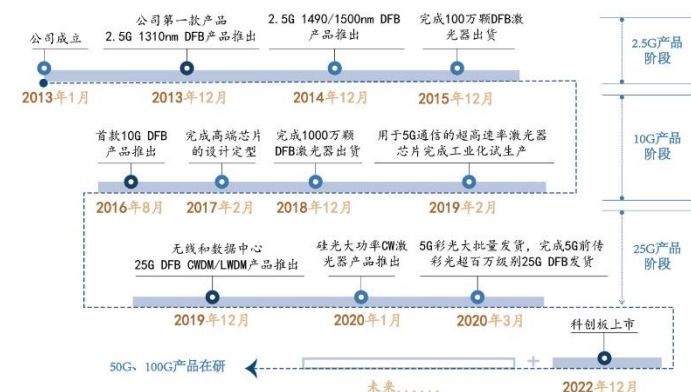 公司成立
公司第一款产品
2.5G 1310nm DFB产品推出
2.5G 1490/1500nm DFB
产品推出
完成100万颗DFB激
光器出货
2.5G产品
阶段
2013年1月
2013年12月
2014年12月
2015年12月
首款10G DFB
产品推出
完成高端芯片
的设计定型
完成1000万颗
DFB激光器出货
用于5G通信的超高速率激光器
芯片完成工业化试生产
10G产品
阶段
2016年8月
2017年2月
2018年12月
2019年2月
无线和数据中心
25G DFB CWDM/LWDM产品推出
硅光大功率CW激
光器产品推出
5G彩光大批量发货，完成5G前传
彩光超百万级别25G DFB发货
25G产品
阶段
2019年12月
2020年1月
2020年3月
科创板上市
50G、100G产品在研
+
未来......
2022年12月